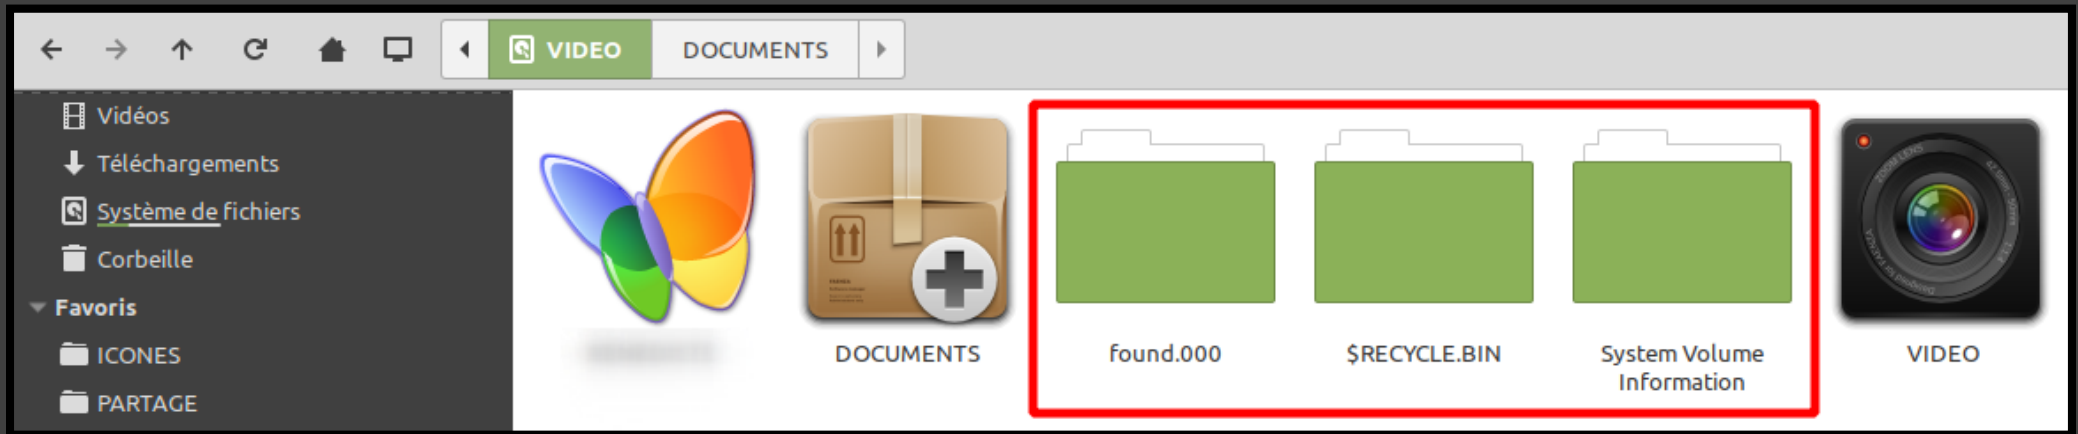 VIDEO DOCUMENTS
Vidéos
Téléchargements
Système de fichiers
Corbeille
Favoris
ICONES
PARTAGE
DOCUMENTS
found.000
$RECYCLE.BIN
System Volume
Information
VIDEO